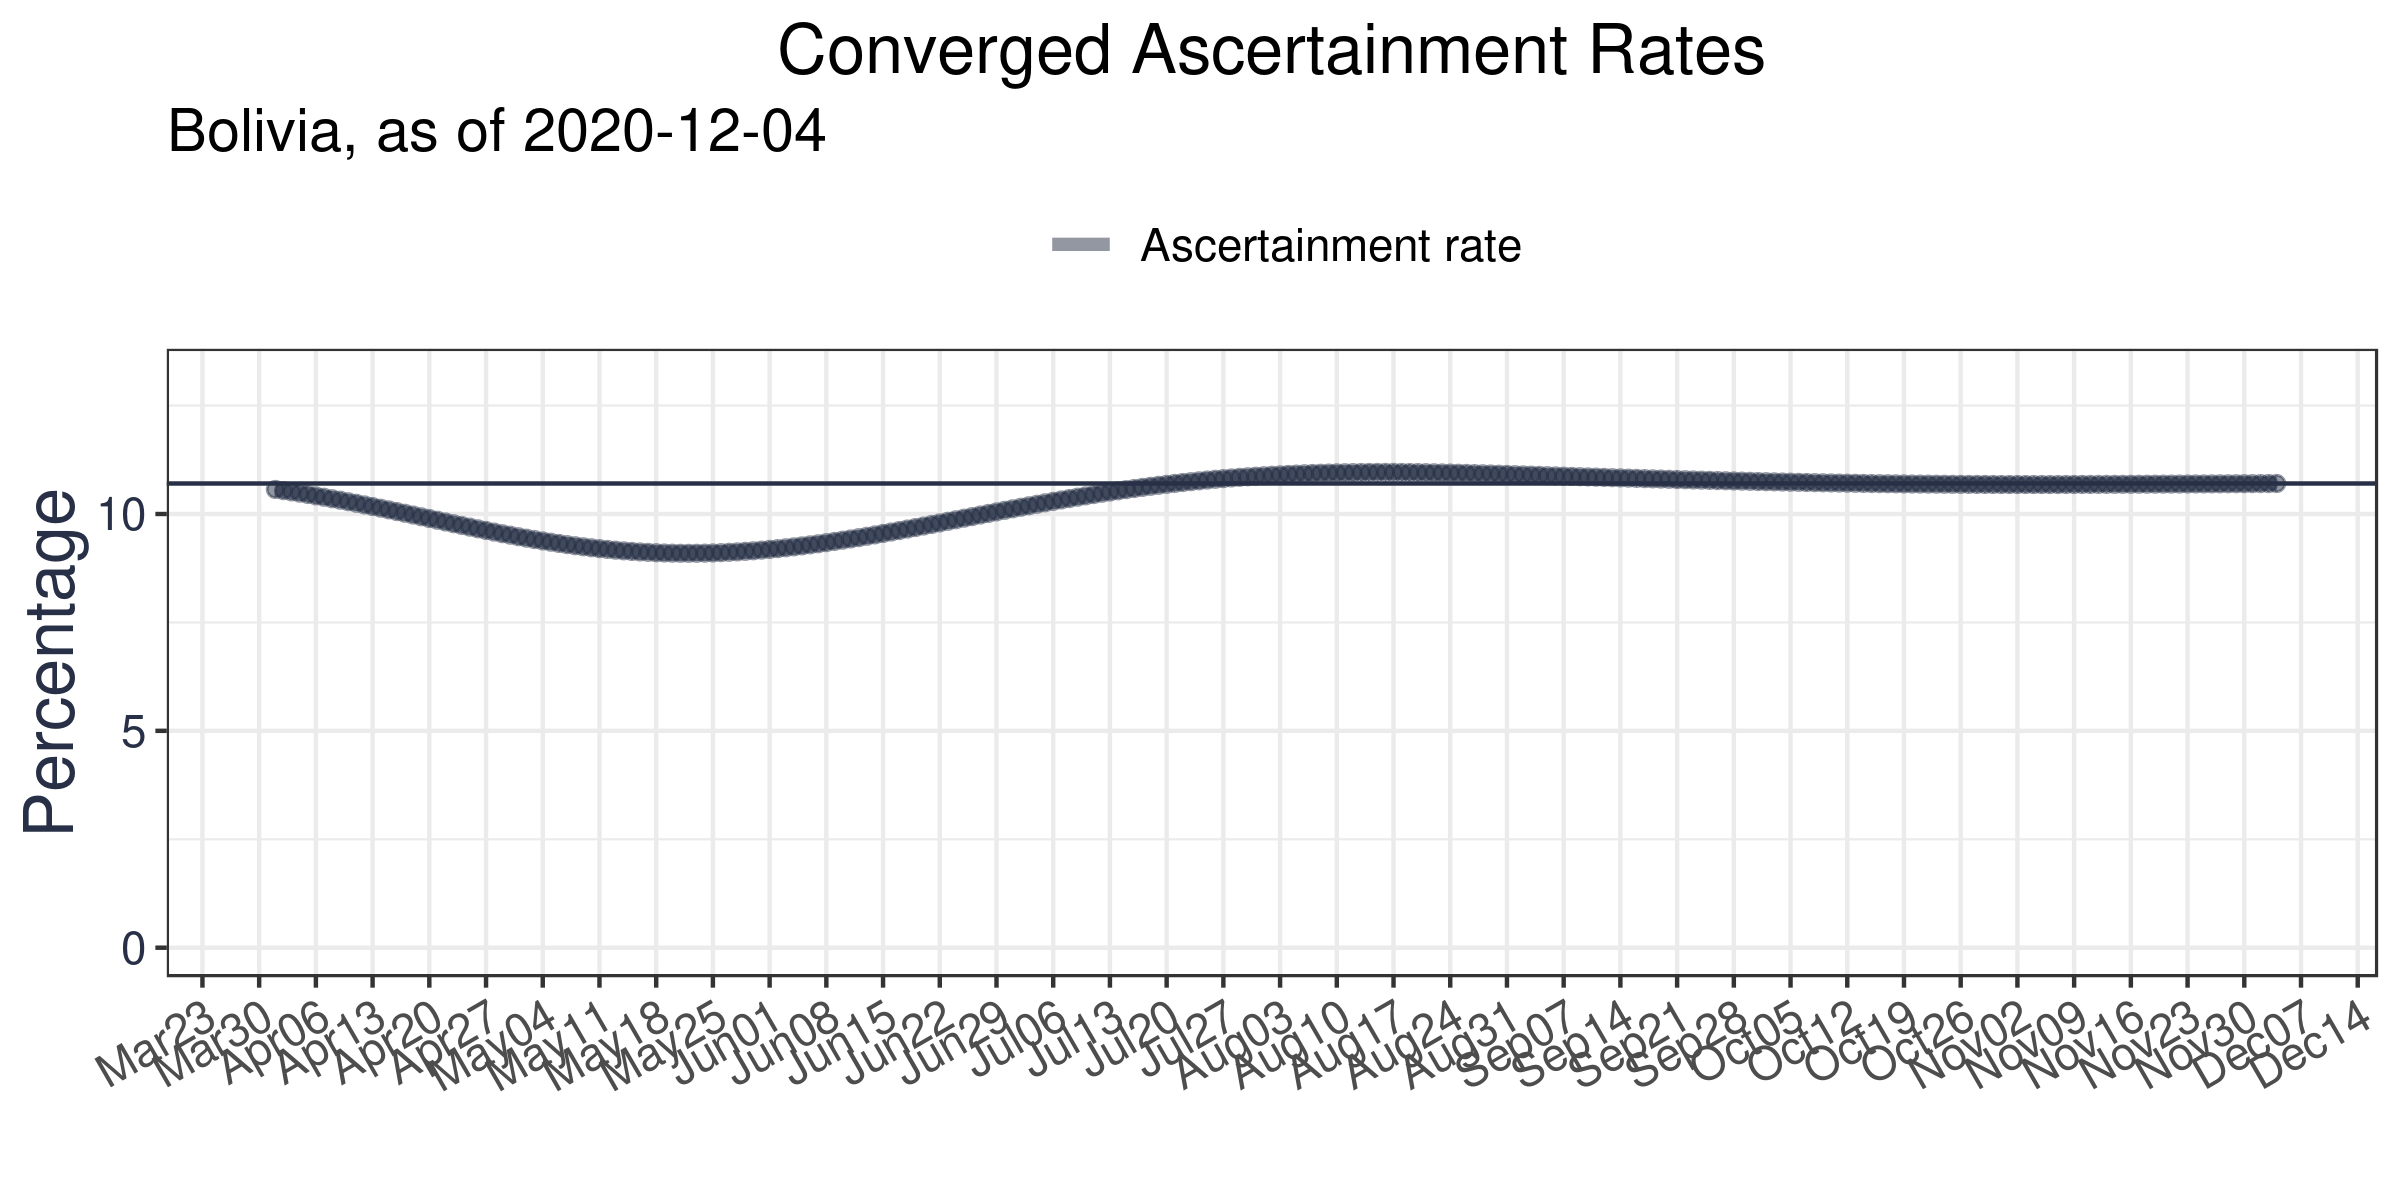 Converged Ascertainment Rates
Bolivia, as of 2020-12-04
Ascertainment rate
Percentage
10
5
0
Mar23
Mar30
Apr06
Apr13
Apr20
Apr27
May04
May11
May18
May25
Jun01
Jun08
Jun15
Jun22
Jun29
Jul06
Jul13
Jul20
Jul27
Aug03
Aug10
Aug17
Aug24
Aug31
Sep07
Sep14
Sep21
Sep28
Oct05
Oct12
Oct19
Oct26
Nov02
Nov09
Nov16
Nov23
Nov30
Dec07
Dec14